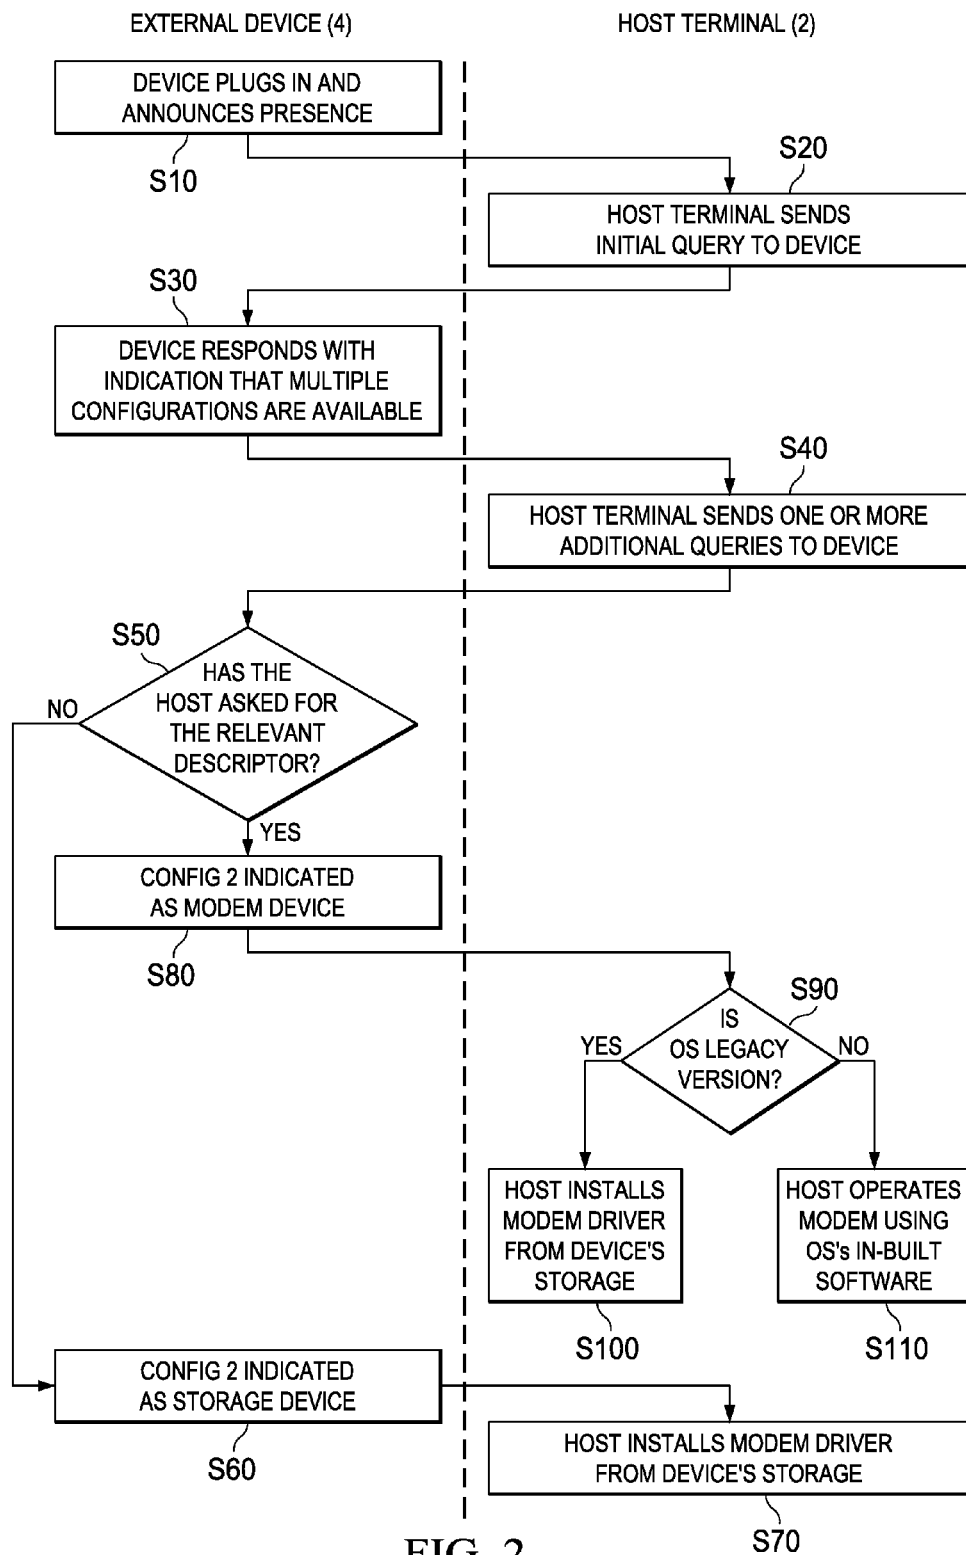 EXTERNAL DEVICE (4)
HOST TERMINAL (2)
DEVICE PLUGS IN AND
ANNOUNCES PRESENCE
S10
S20
HOST TERMINAL SENDS
INITIAL QUERY TO DEVICE
S30
DEVICE RESPONDS WITH
INDICATION THAT MULTIPLE
CONFIGURATIONS ARE AVAILABLE
S40
HOST TERMINAL SENDS ONE OR MORE
ADDITIONAL QUERIES TO DEVICE
S50
HAS THE
HOST ASKED FOR
THE RELEVANT
DESCRIPTOR?
NO
YES
CONFIG 2 INDICATED
AS MODEM DEVICE
S80
S90
IS
OS LEGACY
VERSION?
YES
NO
HOST INSTALLS
MODEM DRIVER
FROM DEVICE'S
STORAGE
S100
HOST OPERATES
MODEM USING
OS's IN-BUILT
SOFTWARE
S110
CONFIG 2 INDICATED
AS STORAGE DEVICE
S60
HOST INSTALLS MODEM DRIVER
FROM DEVICE'S STORAGE
S70
FIG. 2